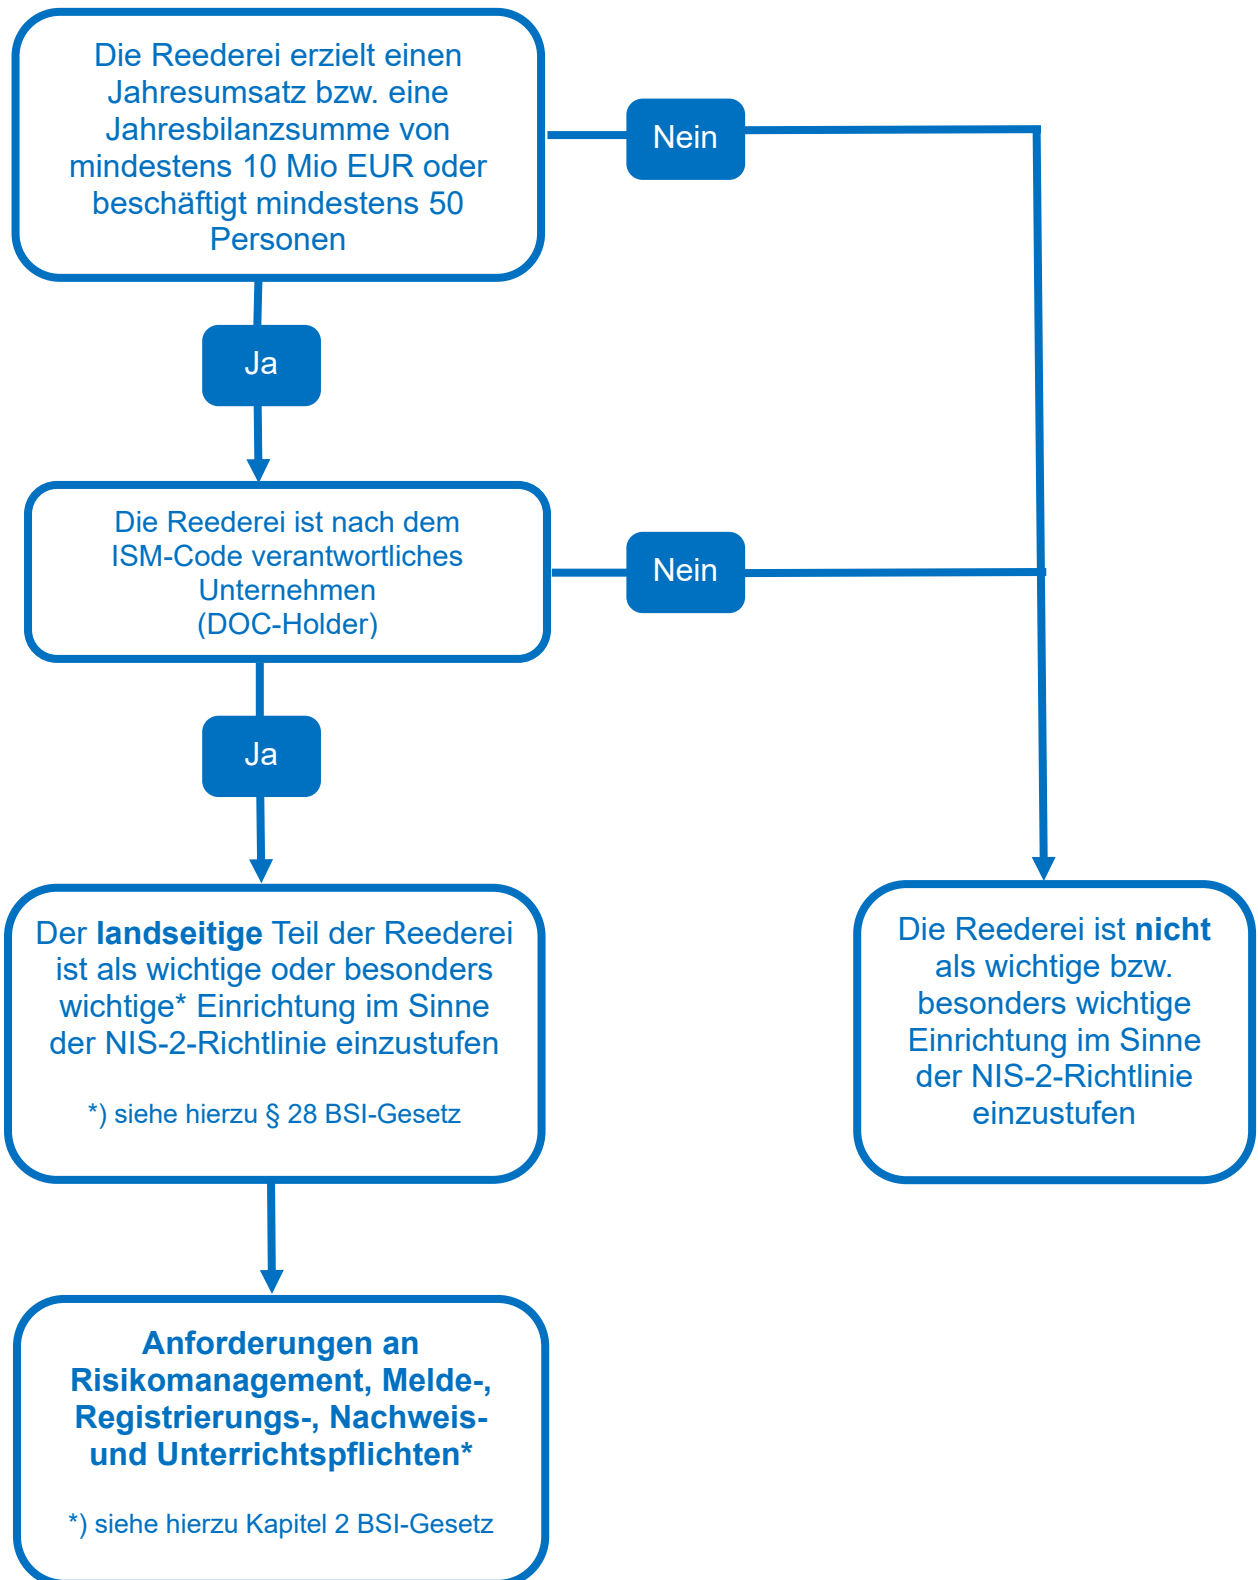 Die Reederei erzielt einen
Jahresumsatz bzw. eine
Jahresbilanzsumme von
mindestens 10 Mio EUR oder
beschäftigt mindestens 50
Personen
Nein
Ja
Die Reederei ist nach dem
ISM-Code verantwortliches
Unternehmen
(DOC-Holder)
Nein
Ja
Der landseitige Teil der Reederei
ist als wichtige oder besonders
wichtige* Einrichtung im Sinne
der NIS-2-Richtlinie einzustufen
*) siehe hierzu § 28 BSI-Gesetz
Die Reederei ist nicht
als wichtige bzw.
besonders wichtige
Einrichtung im Sinne
der NIS-2-Richtlinie
einzustufen
Anforderungen an
Risikomanagement, Melde-,
Registrierungs-, Nachweis-
und Unterrichtspflichten*
*) siehe hierzu Kapitel 2 BSI-Gesetz